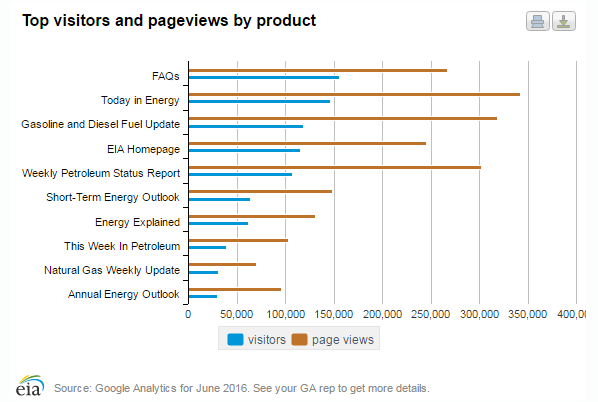 Top visitors and pageviews by product
FAQs
Today in Energy
Gasoline and Diesel Fuel Update
EIA Homepage
Weekly Petroleum Status Report
Short-Term Energy Outlook
Energy Explained
This Week In Petroleum
Natural Gas Weekly Update
Annual Energy Outlook
0 50,000 100,000 150,000 200,000 250,000 300,000 350,000 400,0
visitors page views
eia Source: Google Analytics for June 2016. See your GA rep to get more details.